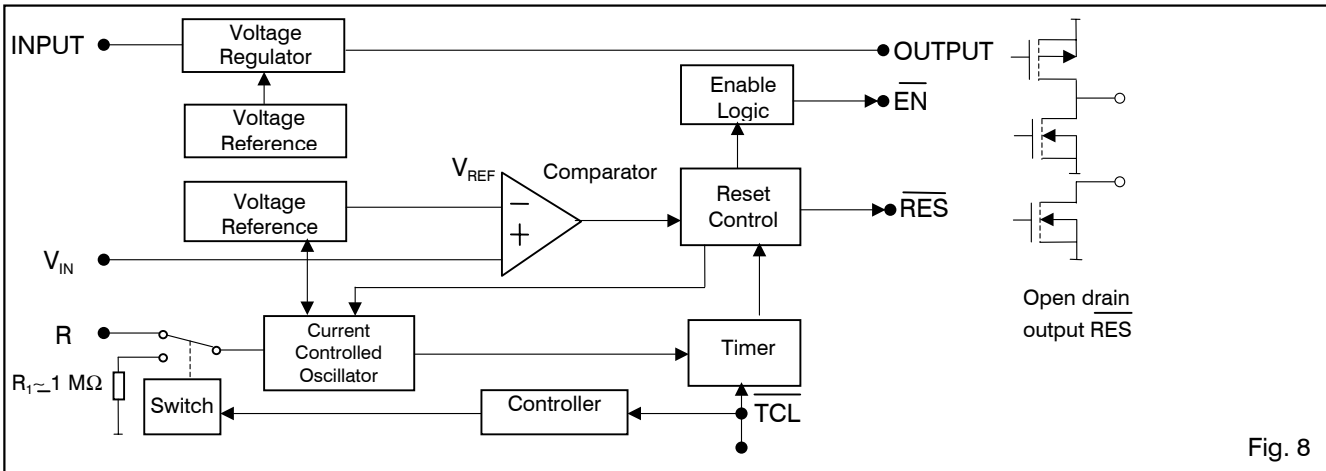 INPUT
Voltage
Regulator
OUTPUT
Voltage
Reference
Enable
Logic
EN
V_REF
Comparator
Voltage
Reference
Reset
Control
RES
V_IN
Open drain
output RES
R
Current
Controlled
Oscillator
Timer
R₁~1 MΩ
Switch
Controller
TCL
Fig. 8
−
+